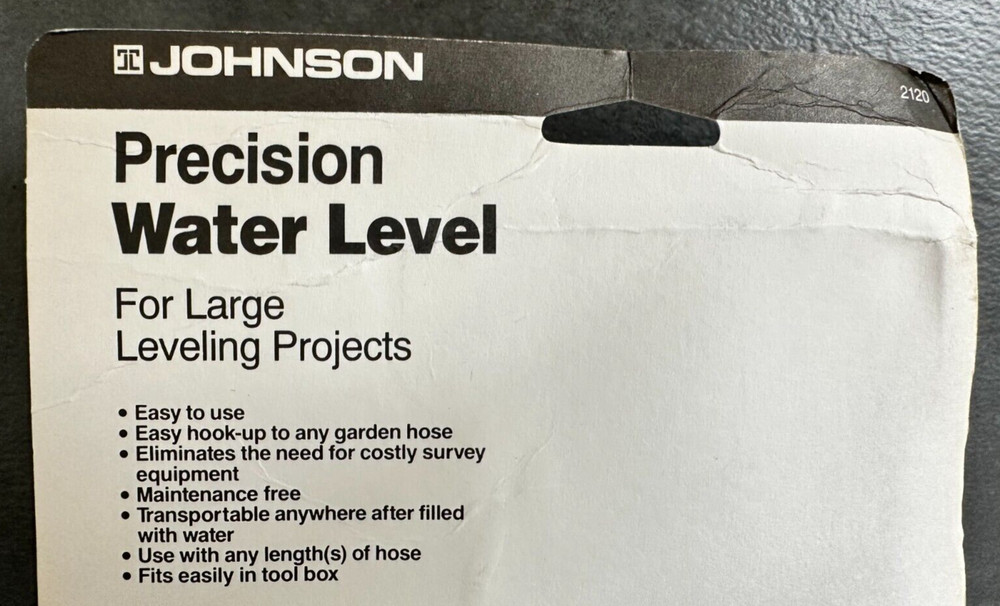 JOHNSON
2120
Precision
Water Level
For Large
Leveling Projects
• Easy to use
• Easy hook-up to any garden hose
• Eliminates the need for costly survey
equipment
• Maintenance free
• Transportable anywhere after filled
with water
• Use with any length(s) of hose
• Fits easily in tool box